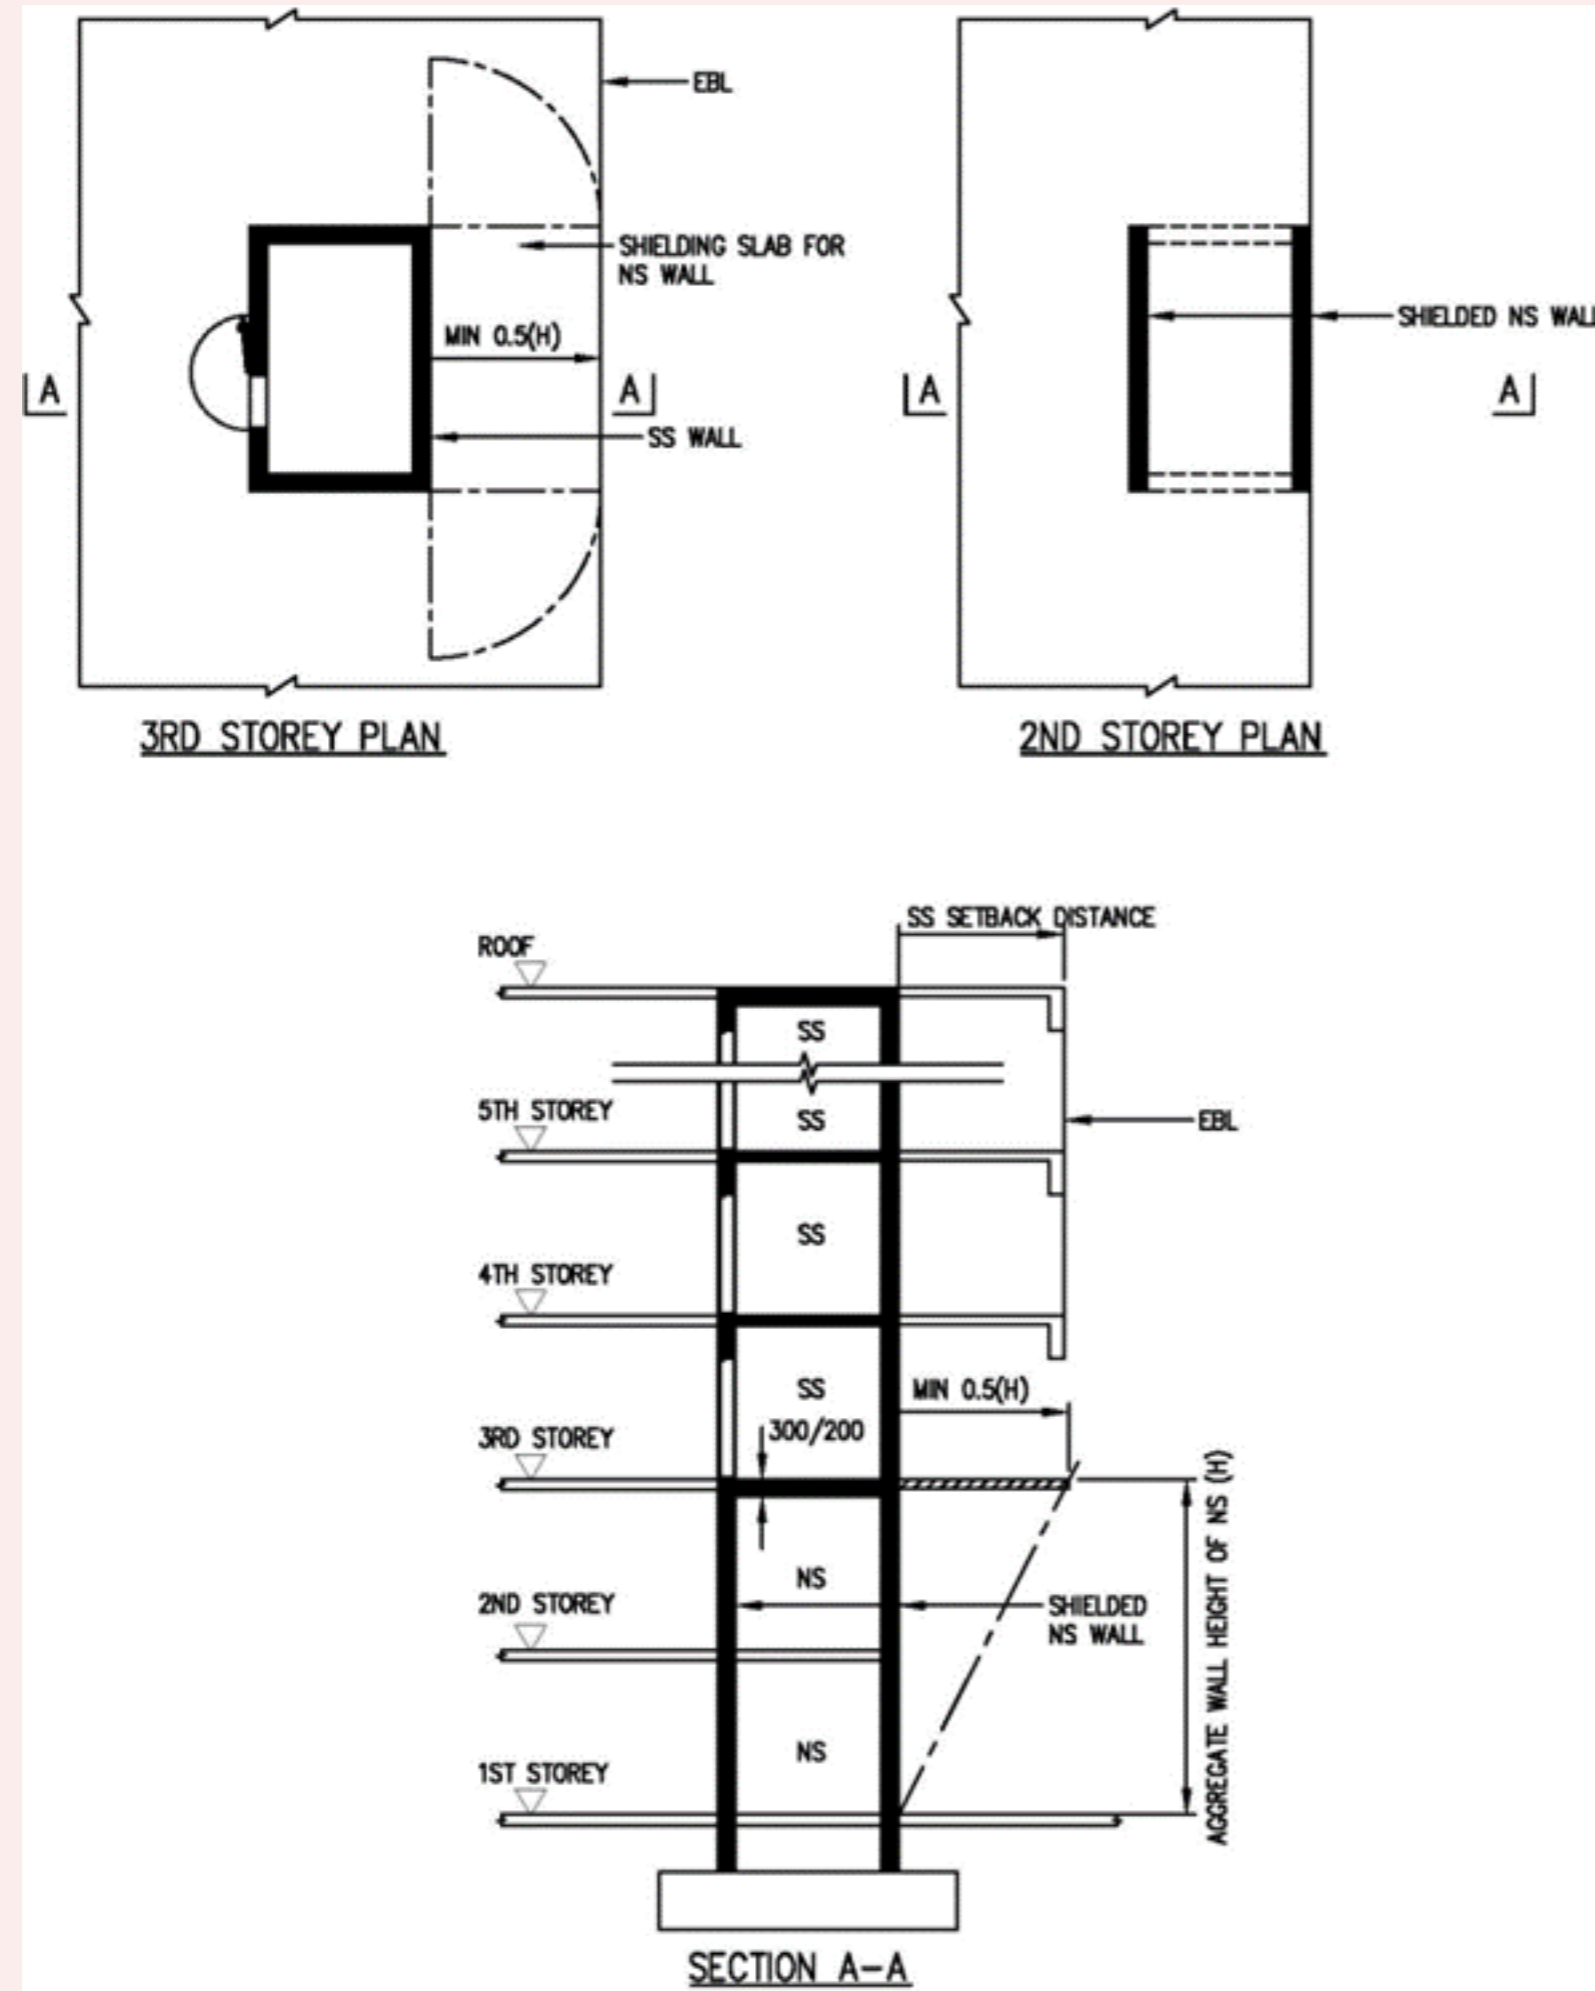 EBL
SHIELDING SLAB FOR
NS WALL
MIN 0.5(H)
A
A
SS WALL
3RD STOREY PLAN
SHIELDED NS WALL
A
A
2ND STOREY PLAN
SS SETBACK DISTANCE
ROOF
SS
5TH STOREY
SS
EBL
SS
4TH STOREY
SS
MIN 0.5(H)
300/200
3RD STOREY
AGGREGATE WALL HEIGHT OF NS (H)
NS
2ND STOREY
SHIELDED
NS WALL
NS
1ST STOREY
SECTION A-A